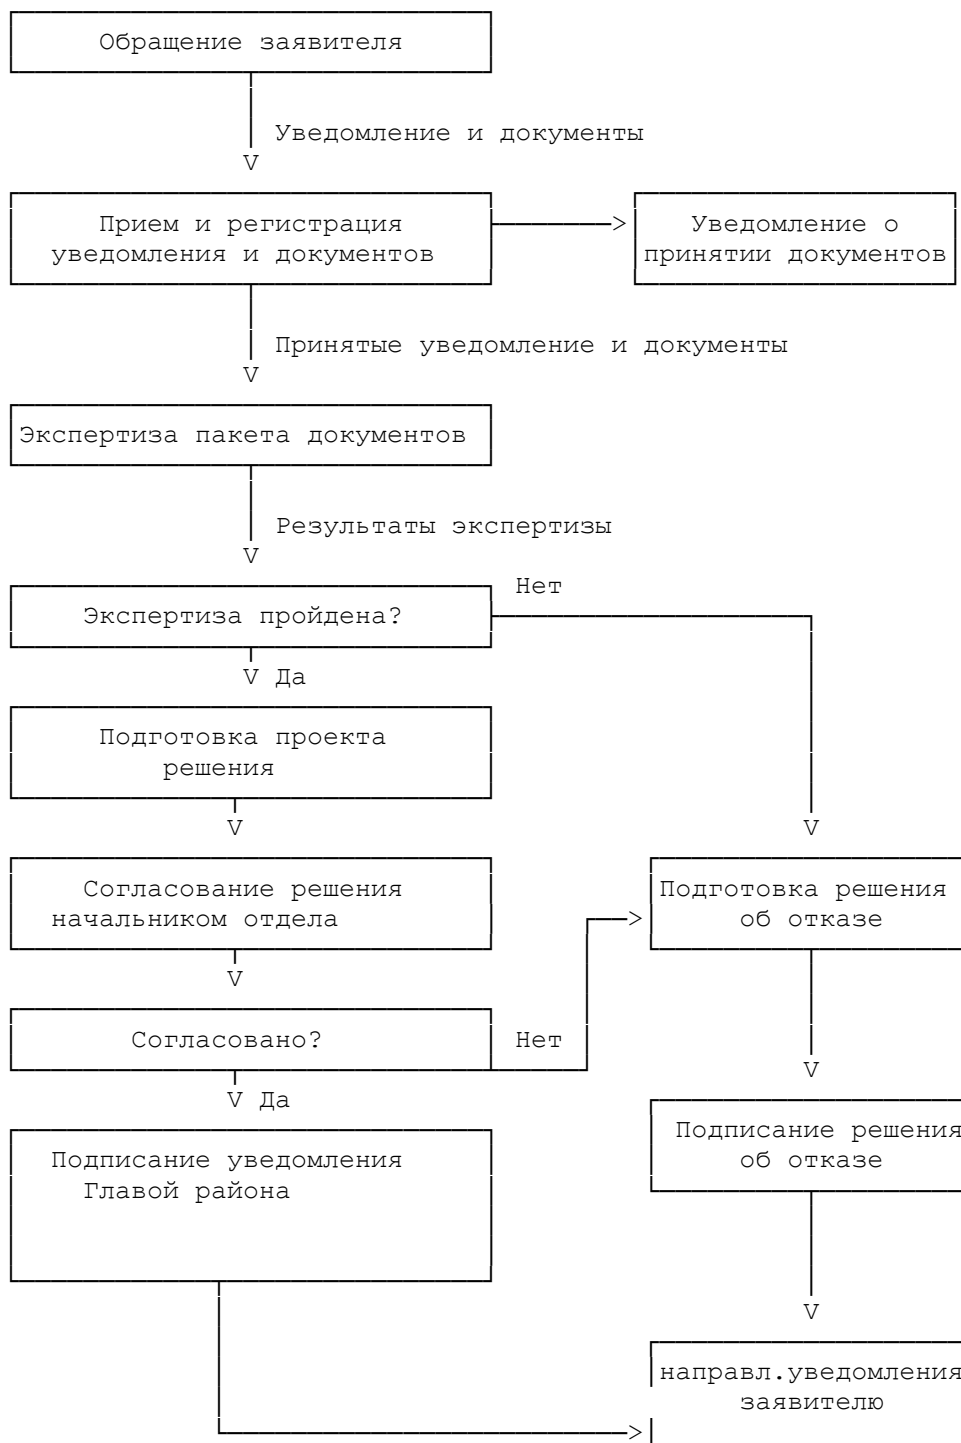 Обращение заявителя
Уведомление и документы
V
Прием и регистрация
уведомления и документов
>
Уведомление о
принятии документов
Принятые уведомление и документы
V
Экспертиза пакета документов
Результаты экспертизы
V
Экспертиза пройдена?
Нет
V Да
Подготовка проекта
решения
V
V
Согласование решения
начальником отдела
>
Подготовка решения
об отказе
V
Согласовано?
Нет
V
V Да
Подписание уведомления
Главой района
Подписание решения
об отказе
V
направл.уведомления
заявителю
>